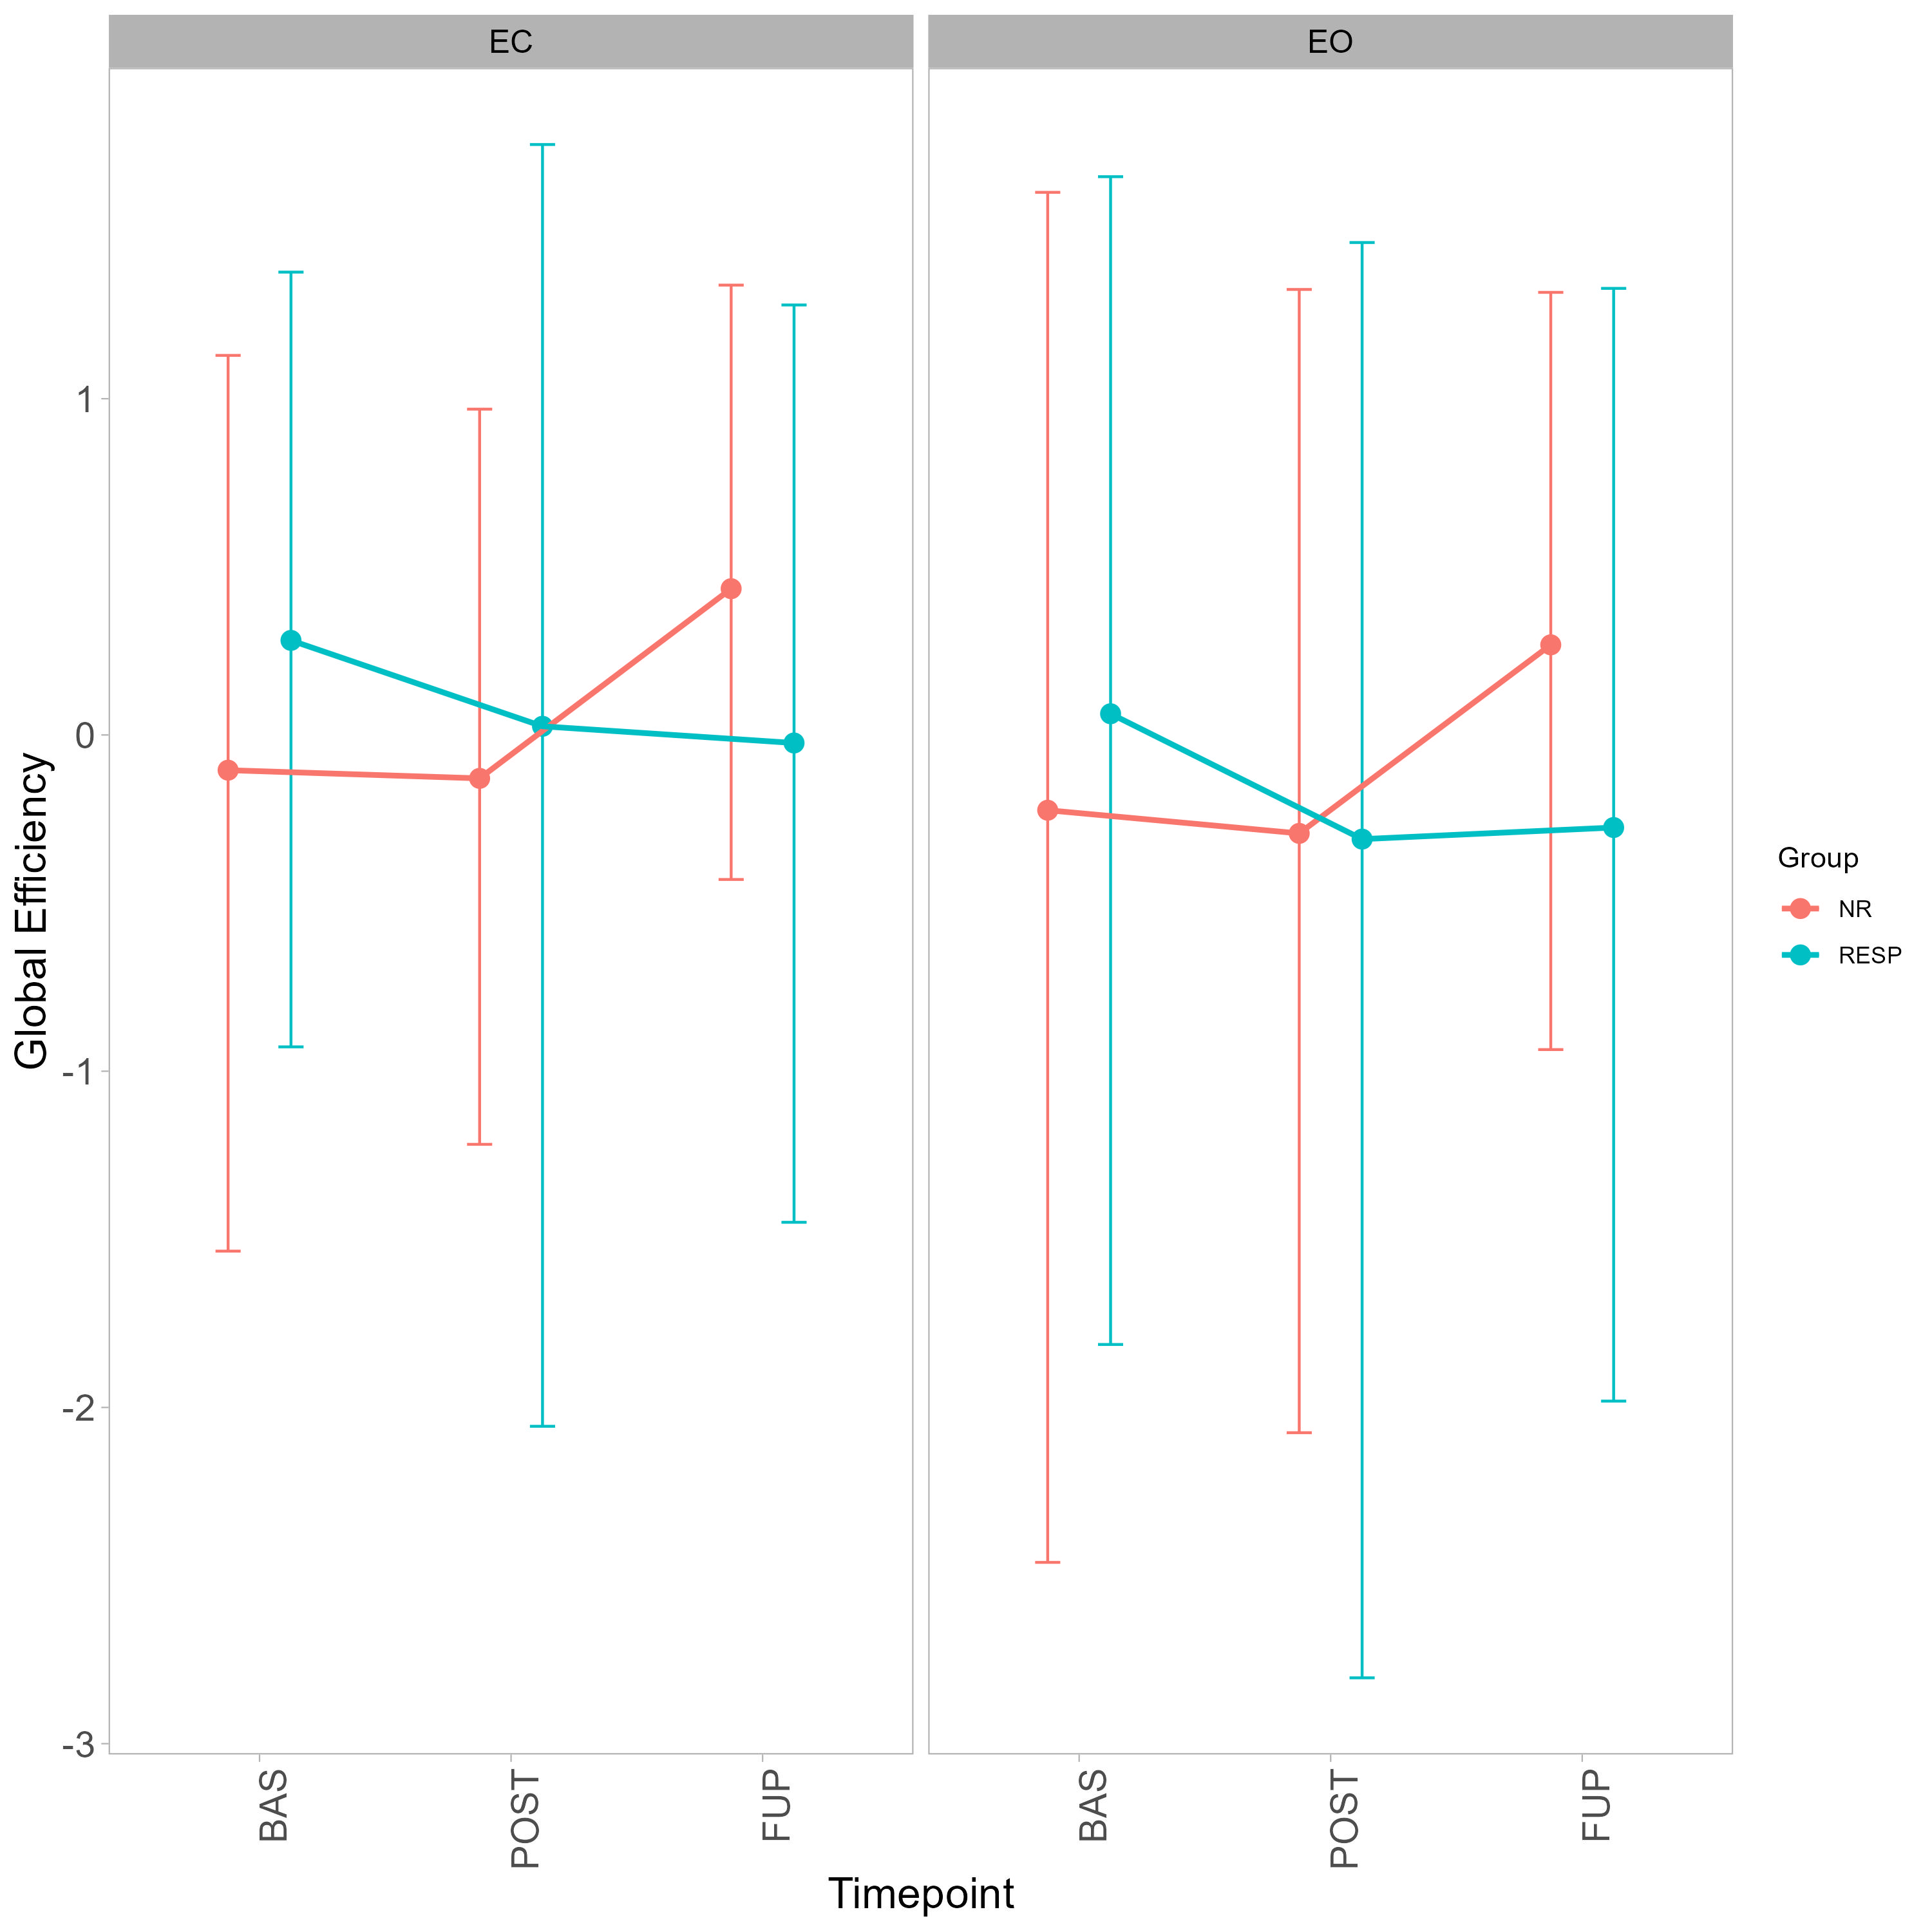 EC
EO
1
0
-1
-2
-3
Global Efficiency
BAS
POST
FUP
BAS
POST
FUP
Timepoint
Group
NR
RESP